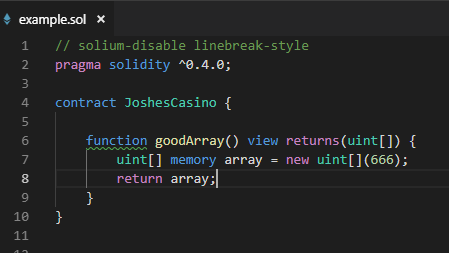 example.sol ×
1 // solium-disable linebreak-style
2 pragma solidity ^0.4.0;
3
4 contract JoshesCasino {
5
6 function goodArray() view returns(uint[]) {
7 uint[] memory array = new uint[](666);
8 return array;
9 }
10 }
11
12